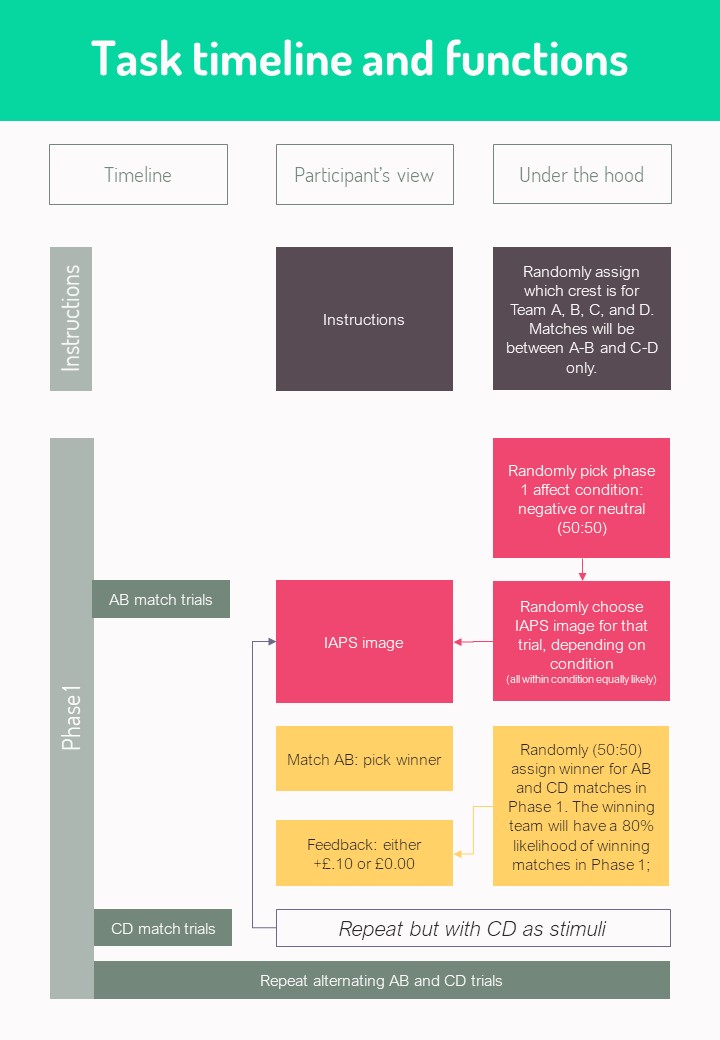 Task timeline and functions
Timeline
Participant's view
Under the hood
Instructions
Instructions
Randomly assign
which crest is for
Team A, B, C, and D.
Matches will be
between A-B and C-D
only.
Phase 1
Randomly pick phase
1 affect condition:
negative or neutral
(50:50)
AB match trials
IAPS image
Randomly choose
IAPS image for that
trial, depending on
condition
(all within condition equally likely)
Match AB: pick winner
Feedback: either
+£.10 or £0.00
Randomly (50:50)
assign winner for AB
and CD matches in
Phase 1. The winning
team will have a 80%
likelihood of winning
matches in Phase 1;
CD match trials
Repeat but with CD as stimuli
Repeat alternating AB and CD trials